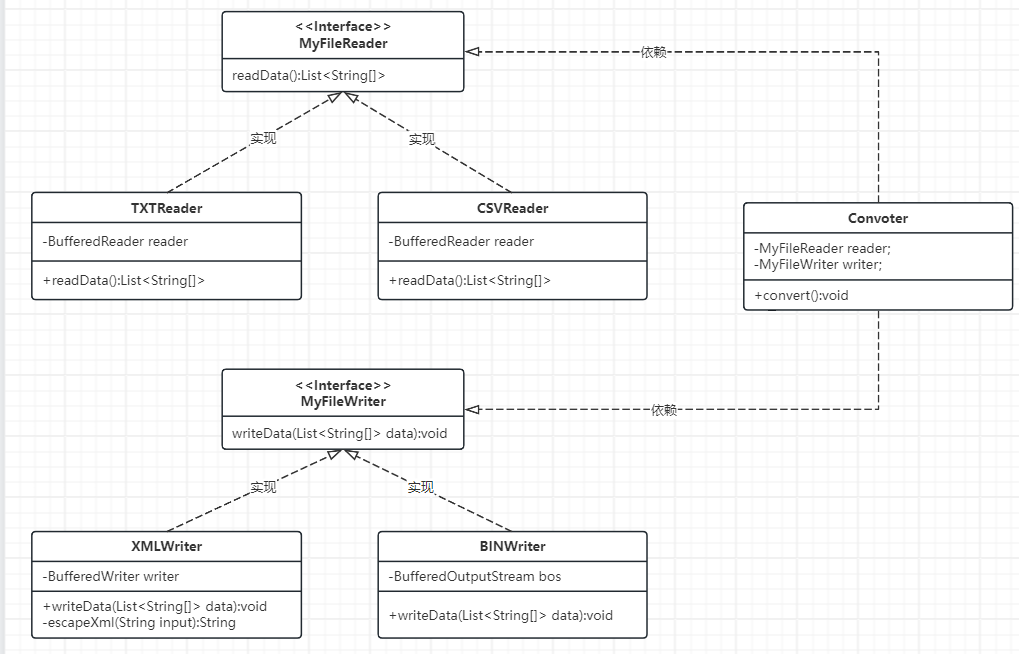 <<Interface>>
MyFileReader
readData():List<String[]>
依赖
实现
实现
TXTReader
-BufferedReader reader
+readData():List<String[]>
CSVReader
-BufferedReader reader
+readData():List<String[]>
Convoter
-MyFileReader reader;
-MyFileWriter writer;
+convert():void
<<Interface>>
MyFileWriter
writeData(List<String[]> data):void
依赖
实现
实现
XMLWriter
-BufferedWriter writer
+writeData(List<String[]> data):void
-escapeXml(String input):String
BINWriter
-BufferedOutputStream bos
+writeData(List<String[]> data):void